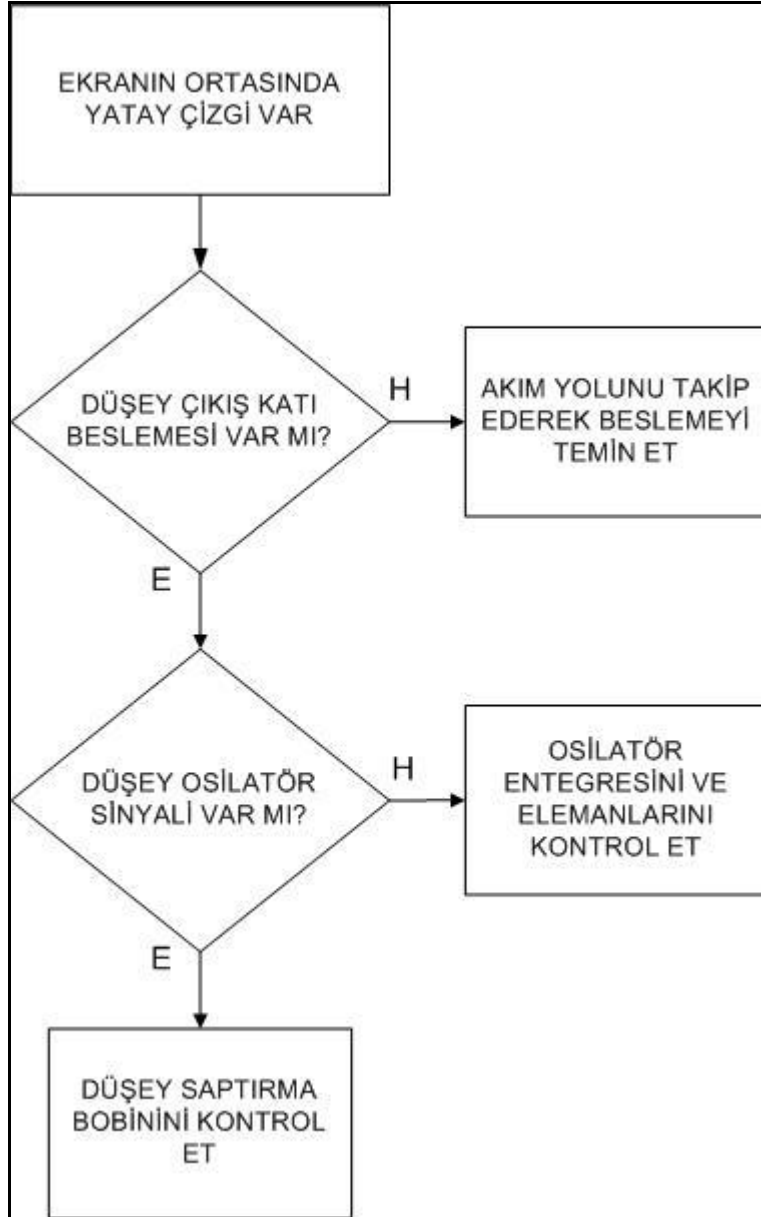 EKRANIN ORTASINDA
YATAY ÇİZGİ VAR
DÜŞEY ÇIKIŞ KATI
BESLEMESİ VAR MI?
H
AKIM YOLUNU TAKİP
EDEREK BESLEMEYİ
TEMİN ET
E
DÜŞEY OSİLATÖR
SİNYALİ VAR MI?
H
OSİLATÖR
ENTEGRESİNİ VE
ELEMANLARINI
KONTROL ET
E
DÜŞEY SAPTIRMA
BOBİNİNİ KONTROL
ET